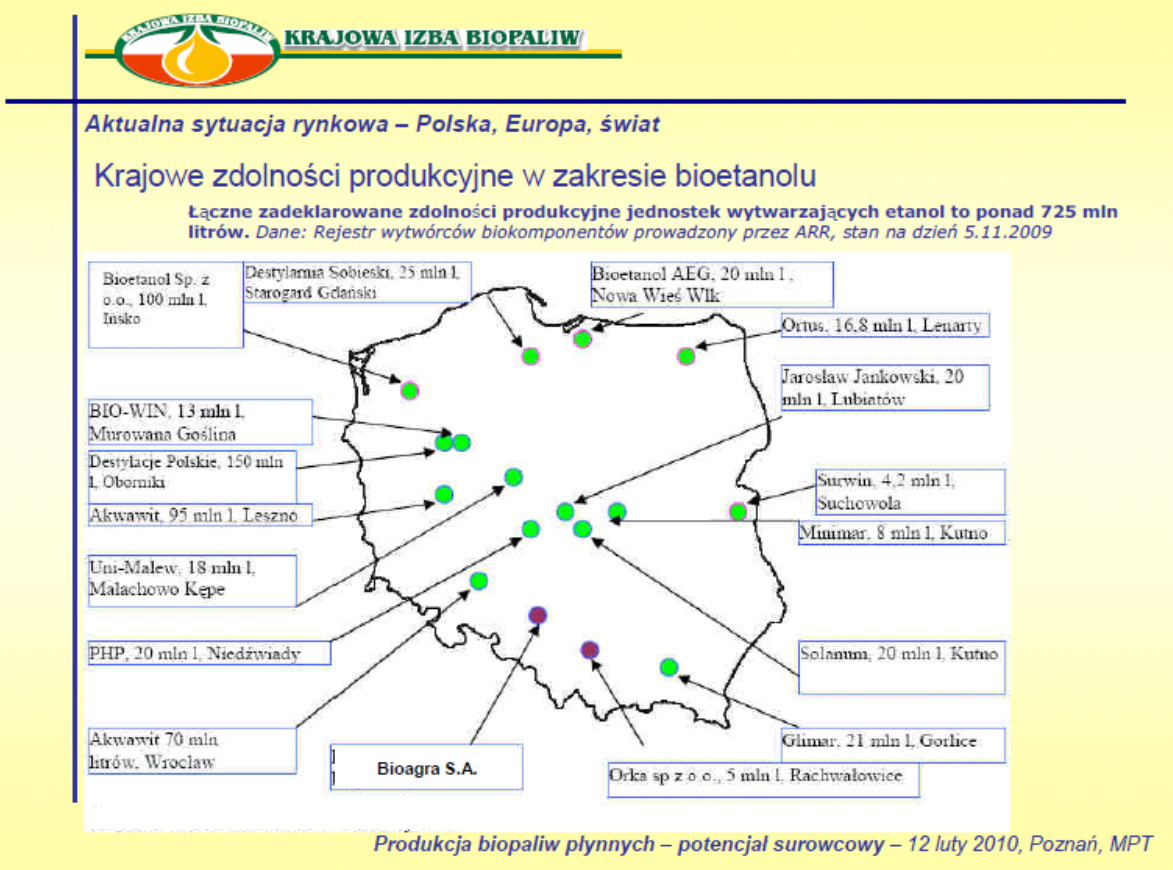 KRAJOWA IZBA BIOPALIW
KRAJOWA IZBA BIOPALIW
Aktualna sytuacja rynkowa – Polska, Europa, świat
Krajowe zdolności produkcyjne w zakresie bioetanolu
Łączne zadeklarowane zdolności produkcyjne jednostek wytwarzających etanol to ponad 725 mln
litrów. Dane: Rejestr wytwórców biokomponentów prowadzony przez ARR, stan na dzień 5.11.2009
Bioetanol Sp. z
o.o., 100 mln l,
Insko
Destylarnia Sobieski, 25 mln l,
Starogard Gdański
Bioetanol AEG, 20 mln l ,
Nowa Wieś Wlk
Ortus, 16,8 mln l, Lenarty
Jarosław Jankowski, 20
mln l, Lubiatów
BIO-WIN, 13 mln l,
Murowana Goślina
Destylacje Polskie, 150 mln
l, Oborniki
Akwawit, 95 mln l, Leszno
Surwin, 4,2 mln l,
Suchowola
Minimar, 8 mln l, Kutno
Uni-Malew, 18 mln l,
Małachowo Kępe
PHP, 20 mln l, Niedźwiady
Solanum, 20 mln l, Kutno
Akwawit 70 mln
litrów, Wrocław
Bioagra S.A.
Glimar, 21 mln l, Gorlice
Orka sp z o.o., 5 mln l, Rachwałowice
Produkcja biopaliw płynnych – potencjał surowcowy – 12 luty 2010, Poznań, MPT